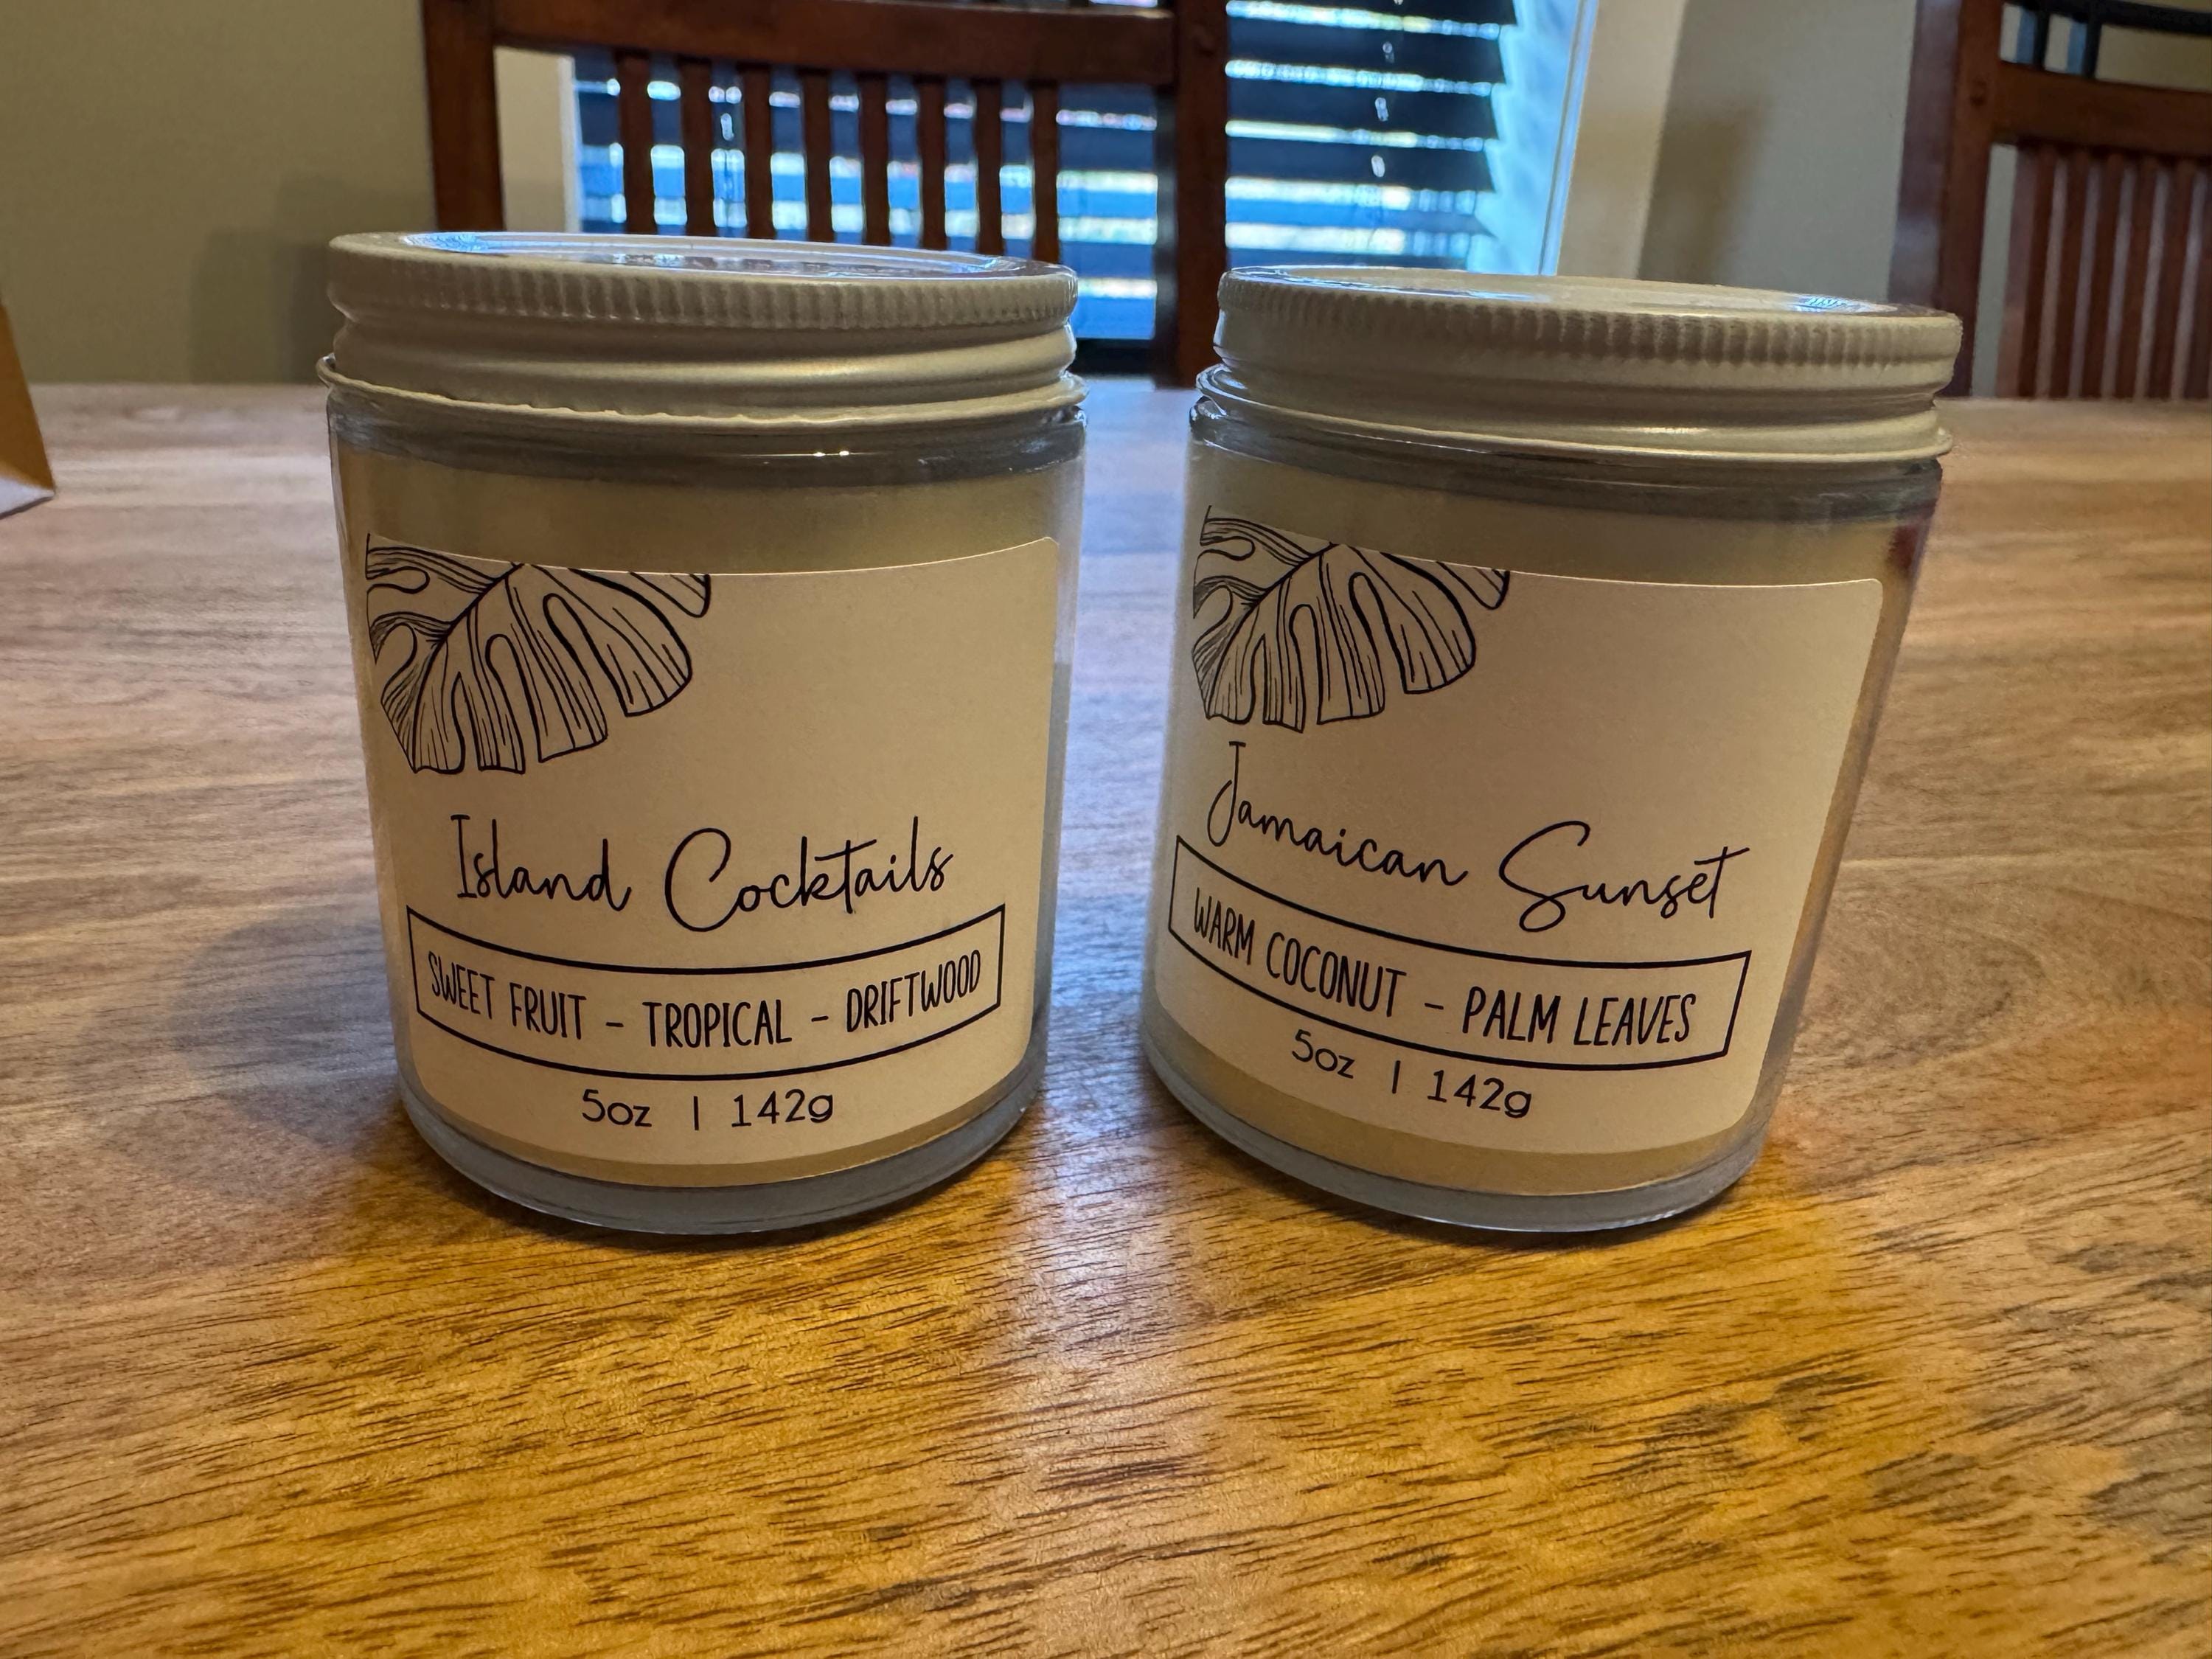 Island Cocktails
SWEET FRUIT - TROPICAL - DRIFTWOOD
5oz | 142g
Jamaican Sunset
WARM COCONUT - PALM LEAVES
5oz | 142g